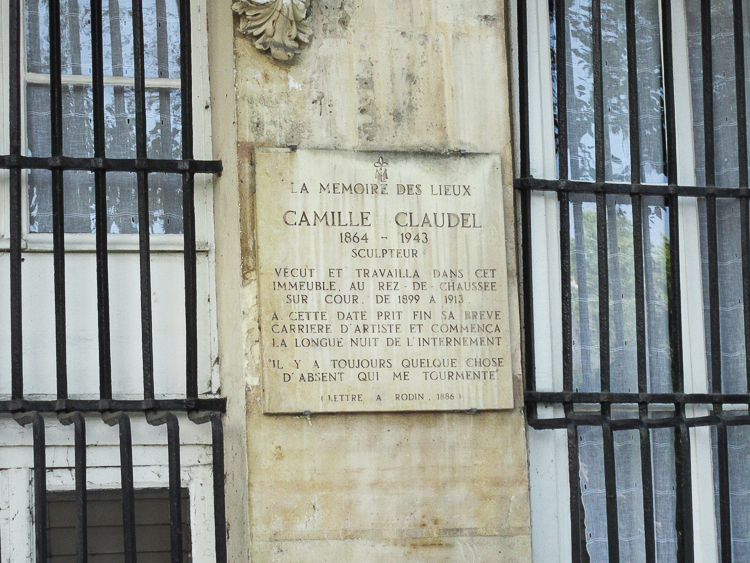 LA MEMOIRE DES LIEUX
CAMILLE CLAUDEL
1864 - 1943
SCULPTEUR
VECUT ET TRAVAILLA DANS CET
IMMEUBLE, AU REZ-DE-CHAUSSEE
SUR COUR. DE 1899 A 1913
A CETTE DATE PRIT FIN SA BREVE
CARRIERE D'ARTISTE ET COMMENCA
LA LONGUE NUIT DE L'INTERNEMENT
"IL Y A TOUJOURS QUELQUE CHOSE
D'ABSENT QUI ME TOURMENTE"
(LETTRE A RODIN. 1886)